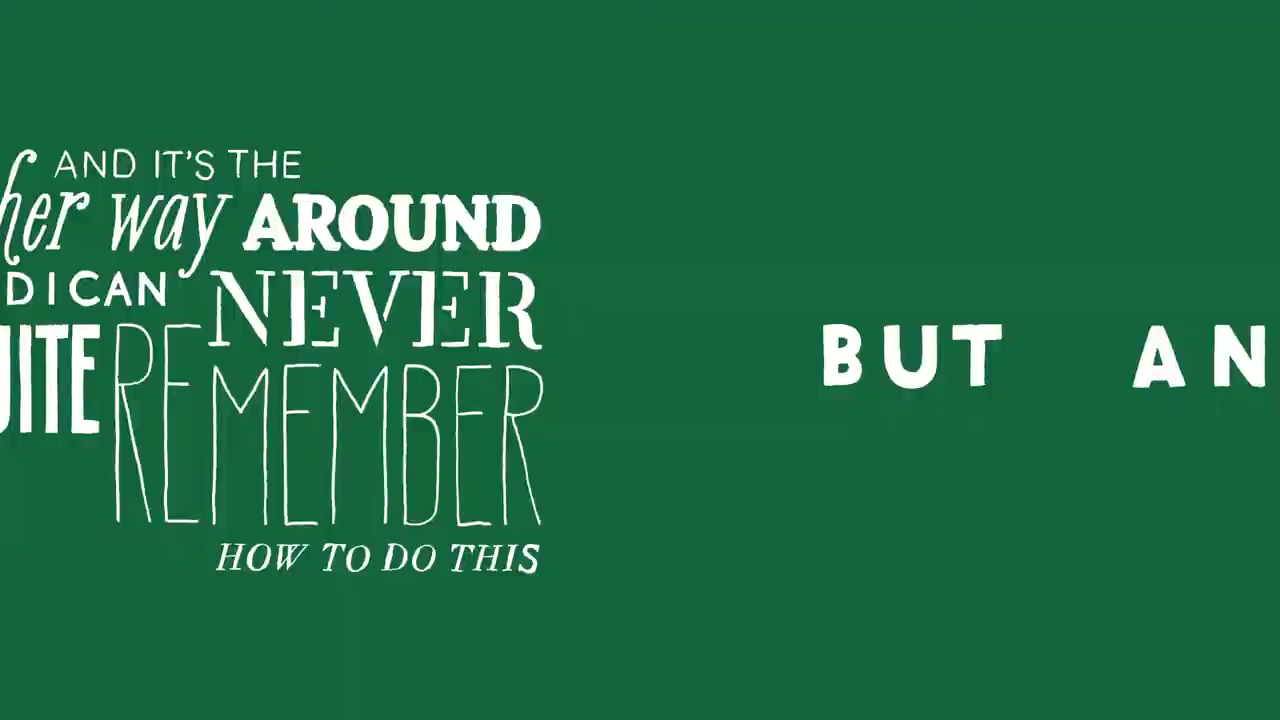 AND IT'S THE
her way AROUND
D I CAN NEVER
UITE REMEMBER
HOW TO DO THIS
BUT AN